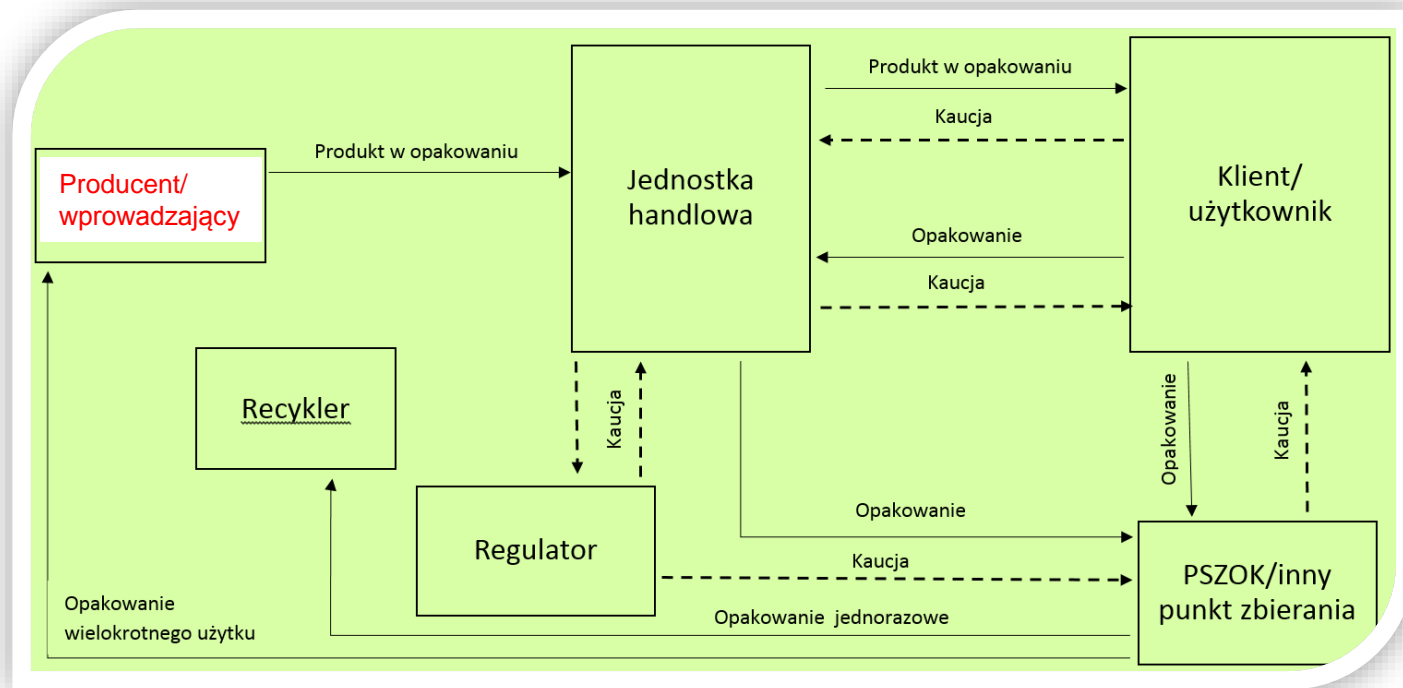 Produkt w opakowaniu
Kaucja
Produkt w opakowaniu
Producent/
wprowadzający
Jednostka
handlowa
Klient/
użytkownik
Opakowanie
Kaucja
Recykler
Kaucja
Opakowanie
Kaucja
Regulator
Opakowanie
Kaucja
PSZOK/inny
punkt zbierania
Opakowanie
wielokrotnego użytku
Opakowanie jednorazowe